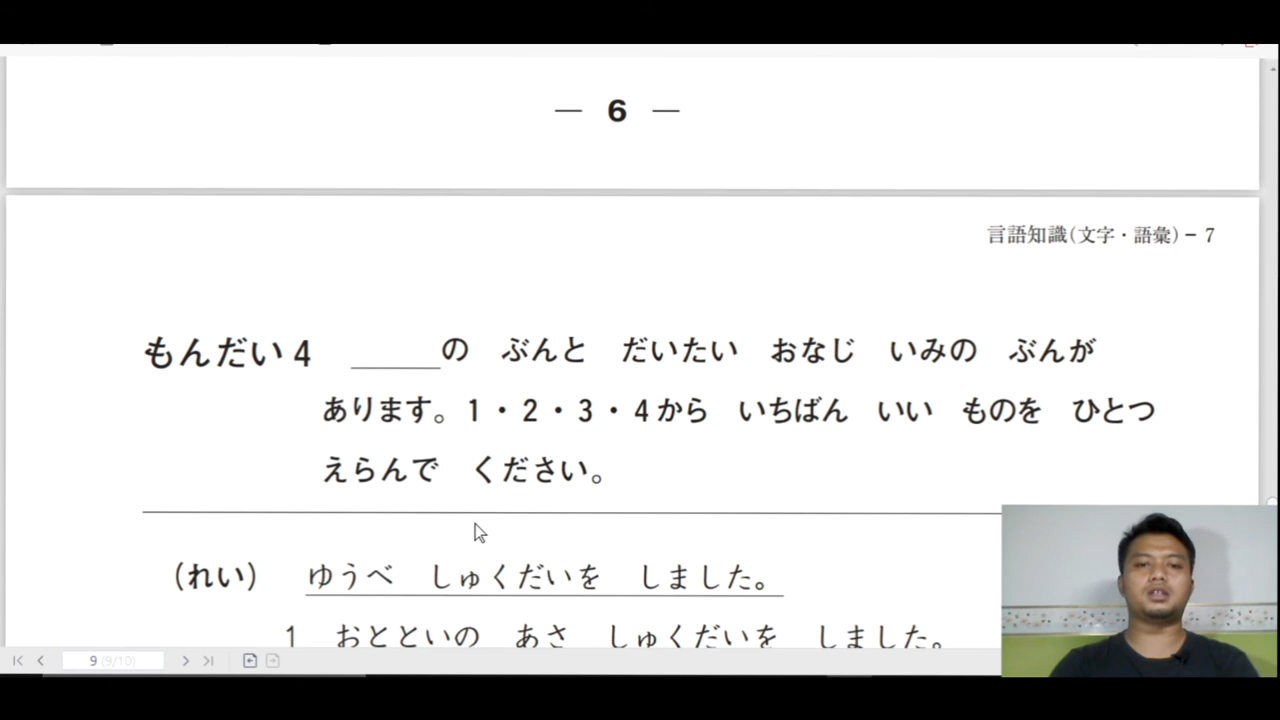 — 6 —
言語知識(文字・語彙)－7
もんだい4 ＿＿＿の ぶんと だいたい おなじ いみの ぶんが
あります。1・2・3・4から いちばん いい ものを ひとつ
えらんで ください。
(れい) ゆうべ しゅくだいを しました。
1 おとといの あさ しゅくだいを しました。
9 (9/10)